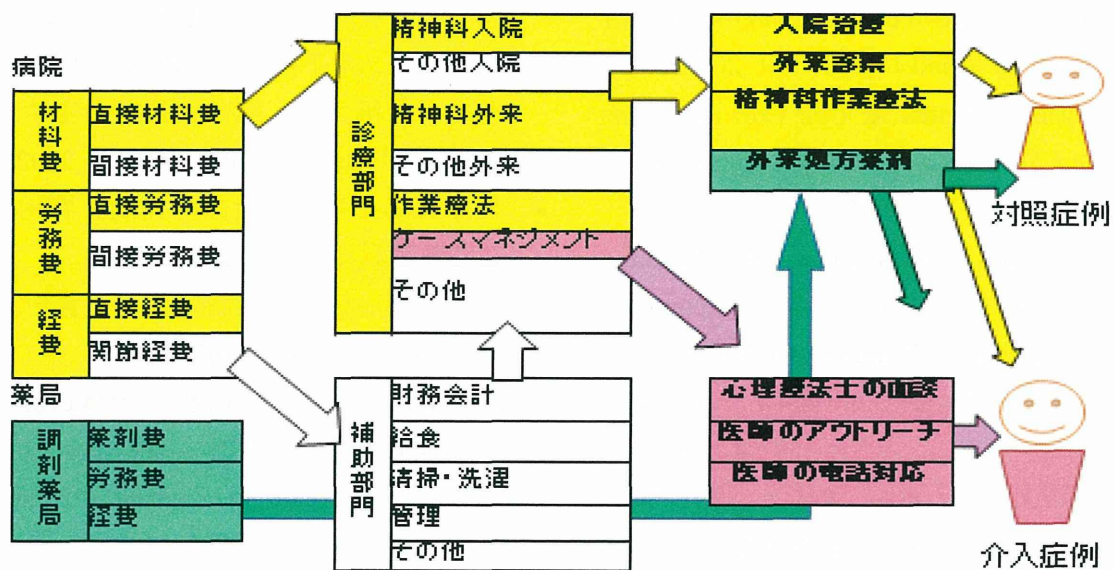 病院
材料費
直接材料費
間接材料費
労務費
直接労務費
間接労務費
経費
直接経費
関節経費
薬局
調剤薬局
薬剤費
労務費
経費
診療部門
精神科入院
その他入院
精神科外来
その他外来
作業療法
ケースマネジメント
その他
補助部門
財務会計
給食
清掃・洗濯
管理
その他
入院治療
外来診察
精神科作業療法
外来処方薬剤
心理療法士の面談
医師のアウトリーチ
医師の電話対応
対照症例
介入症例